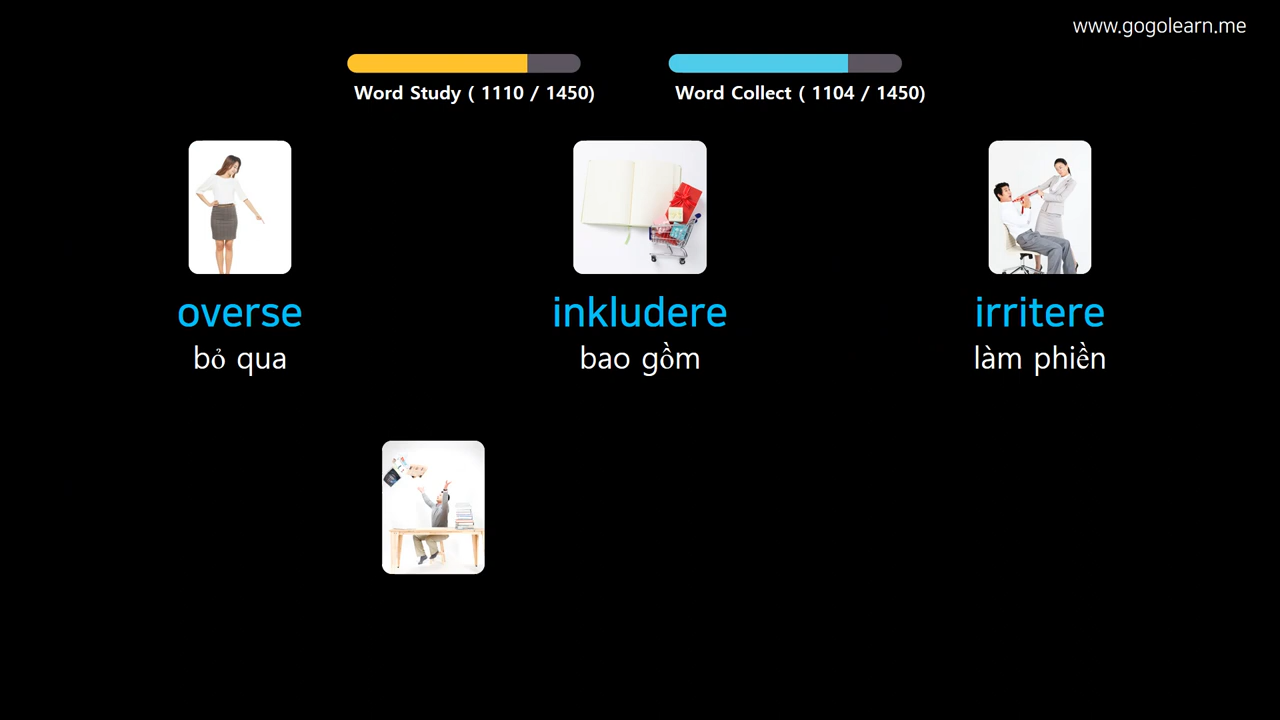 www.gogolearn.me
Word Study ( 1110 / 1450)
Word Collect ( 1104 / 1450)
overse
inkludere
irritere
bỏ qua
bao gồm
làm phiền